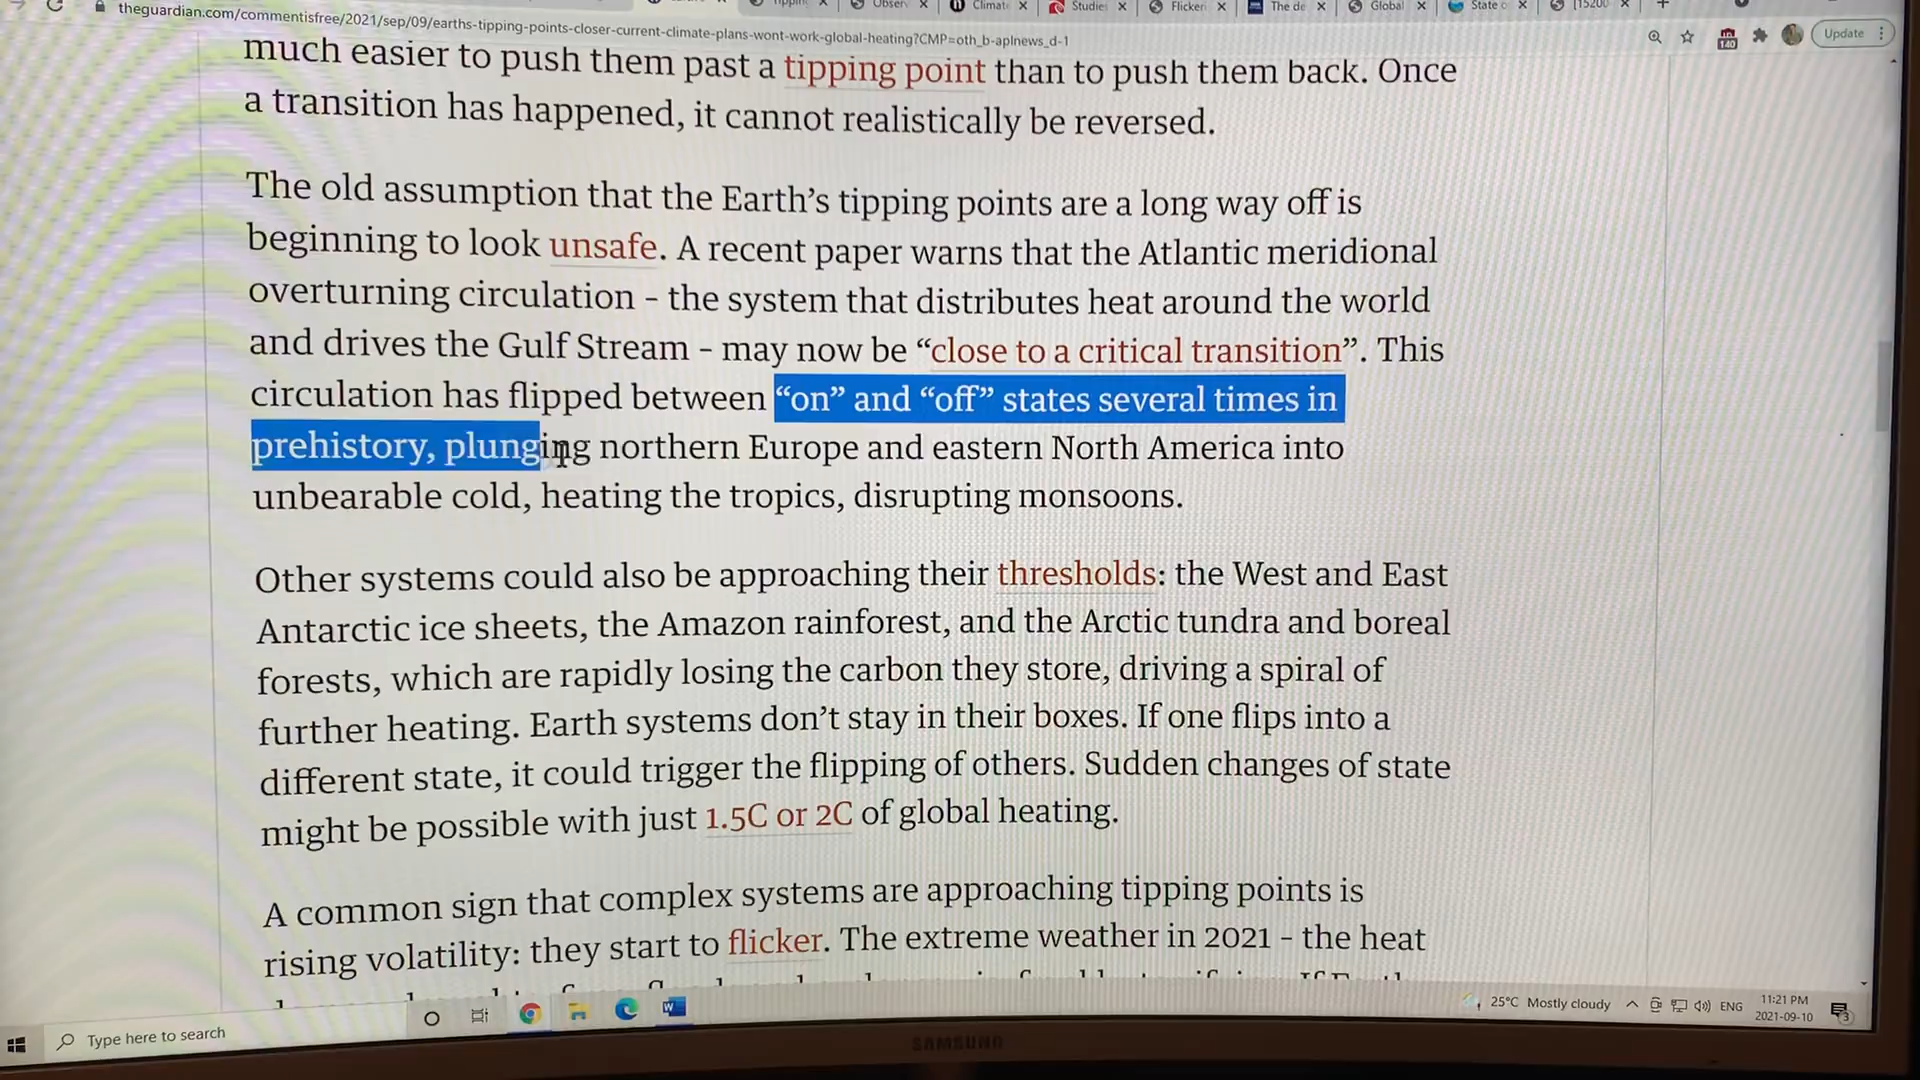 theguardian.com/commentisfree/2021/sep/09/earths-tipping-points-closer-current-climate-plans-wont-work-global-heating?CMP=oth_b-aplnews_d-1
Observ
Climat
Studies
Flickeri
The de
Global
State o
[15200
140
Update
much easier to push them past a tipping point than to push them back. Once
a transition has happened, it cannot realistically be reversed.
The old assumption that the Earth’s tipping points are a long way off is
beginning to look unsafe. A recent paper warns that the Atlantic meridional
overturning circulation – the system that distributes heat around the world
and drives the Gulf Stream – may now be “close to a critical transition”. This
circulation has flipped between “on” and “off” states several times in
prehistory, plunging northern Europe and eastern North America into
unbearable cold, heating the tropics, disrupting monsoons.
Other systems could also be approaching their thresholds: the West and East
Antarctic ice sheets, the Amazon rainforest, and the Arctic tundra and boreal
forests, which are rapidly losing the carbon they store, driving a spiral of
further heating. Earth systems don’t stay in their boxes. If one flips into a
different state, it could trigger the flipping of others. Sudden changes of state
might be possible with just 1.5C or 2C of global heating.
A common sign that complex systems are approaching tipping points is
rising volatility: they start to flicker. The extreme weather in 2021 – the heat
Type here to search
25°C Mostly cloudy
ENG
11:21 PM
2021-09-10
3
SAMSUNG